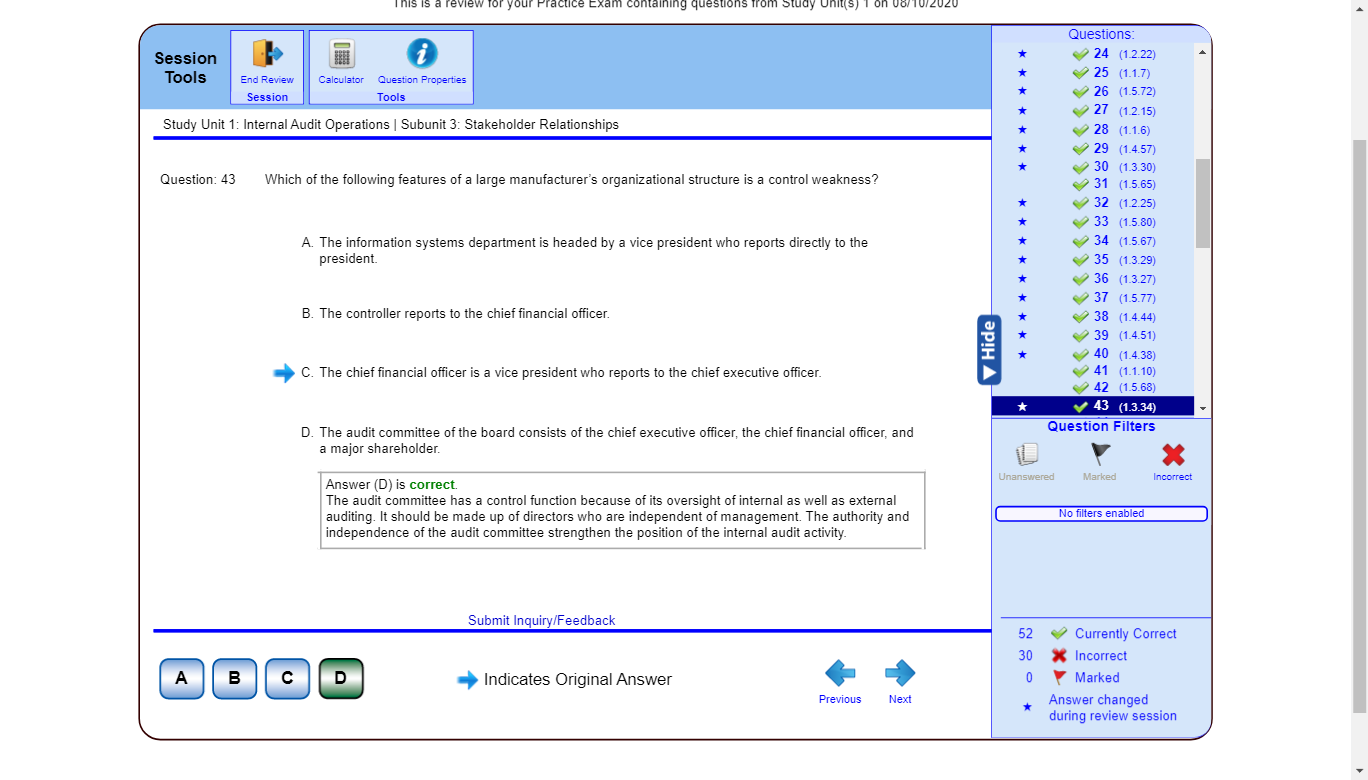 This is a review for your Practice Exam containing questions from Study Unit(s) 1 on 08/10/2020
Session
Tools
End Review
Session
Calculator
Question Properties
Tools
Study Unit 1: Internal Audit Operations | Subunit 3: Stakeholder Relationships
Question: 43
Which of the following features of a large manufacturer's organizational structure is a control weakness?
A. The information systems department is headed by a vice president who reports directly to the
president.
B. The controller reports to the chief financial officer.
C. The chief financial officer is a vice president who reports to the chief executive officer.
D. The audit committee of the board consists of the chief executive officer, the chief financial officer, and
a major shareholder.
Answer (D) is correct.
The audit committee has a control function because of its oversight of internal as well as external
auditing. It should be made up of directors who are independent of management. The authority and
independence of the audit committee strengthen the position of the internal audit activity.
Submit Inquiry/Feedback
A B C D
Indicates Original Answer
Previous
Next
Hide
Questions:
24 (1.2.22)
25 (1.1.7)
26 (1.5.72)
27 (1.2.15)
28 (1.1.6)
29 (1.4.57)
30 (1.3.30)
31 (1.5.65)
32 (1.2.25)
33 (1.5.80)
34 (1.5.67)
35 (1.3.29)
36 (1.3.27)
37 (1.5.77)
38 (1.4.44)
39 (1.4.51)
40 (1.4.38)
41 (1.1.10)
42 (1.5.68)
43 (1.3.34)
Question Filters
Unanswered
Marked
Incorrect
No filters enabled
52 Currently Correct
30 Incorrect
0 Marked
Answer changed
during review session